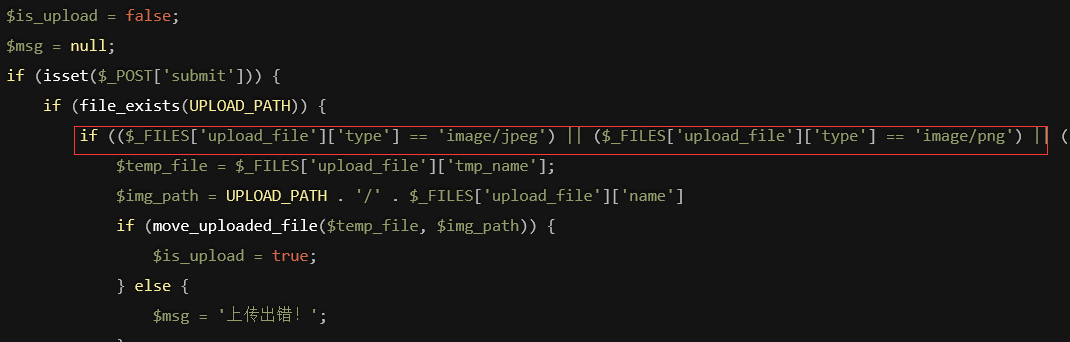 $is_upload = false;
$msg = null;
if (isset($_POST['submit'])) {
if (file_exists(UPLOAD_PATH)) {
if (($_FILES['upload_file']['type'] == 'image/jpeg') || ($_FILES['upload_file']['type'] == 'image/png') || (
$temp_file = $_FILES['upload_file']['tmp_name'];
$img_path = UPLOAD_PATH . '/' . $_FILES['upload_file']['name']
if (move_uploaded_file($temp_file, $img_path)) {
$is_upload = true;
} else {
$msg = '上传出错！';
}